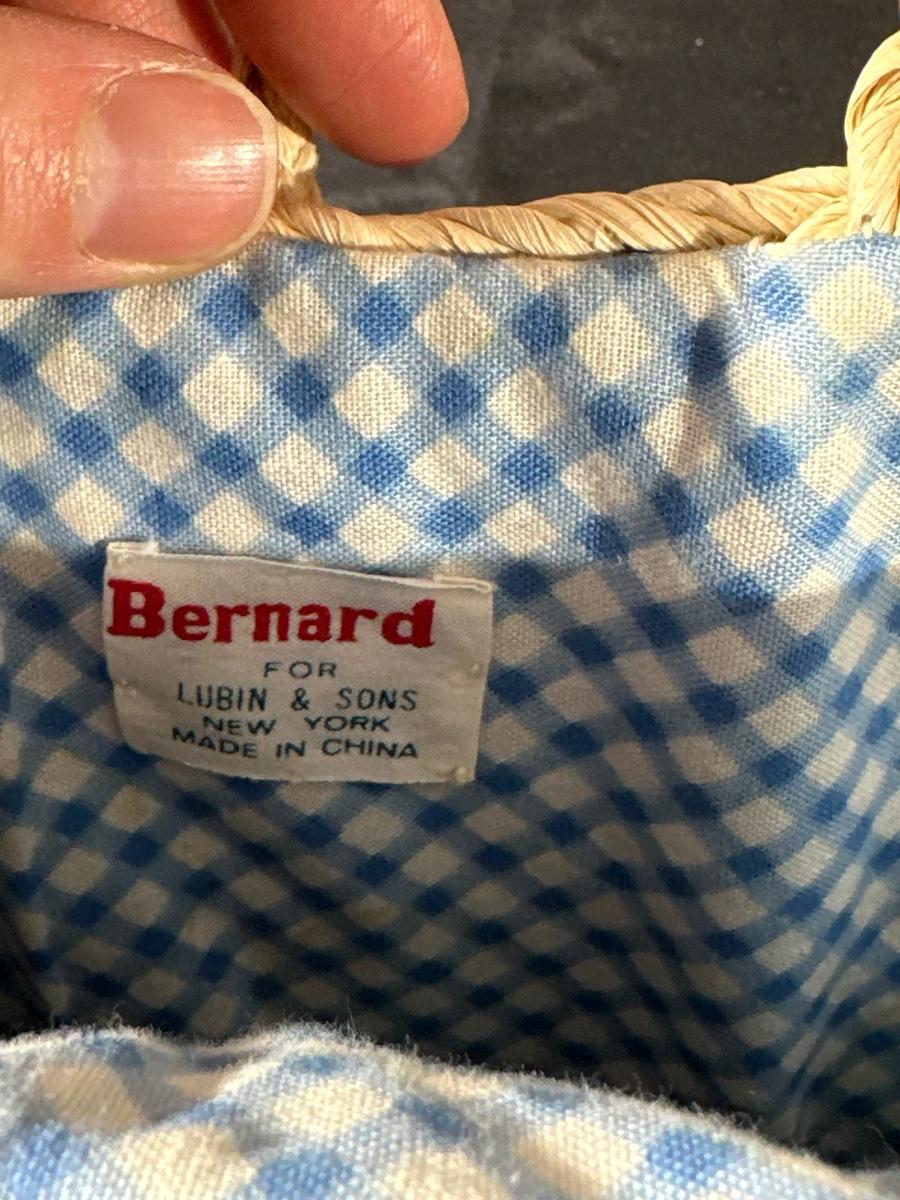 Bernard
FOR
LUBIN & SONS
NEW YORK
MADE IN CHINA